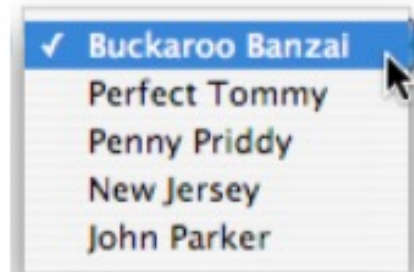 ✓ Buckaroo Banzai
Perfect Tommy
Penny Priddy
New Jersey
John Parker